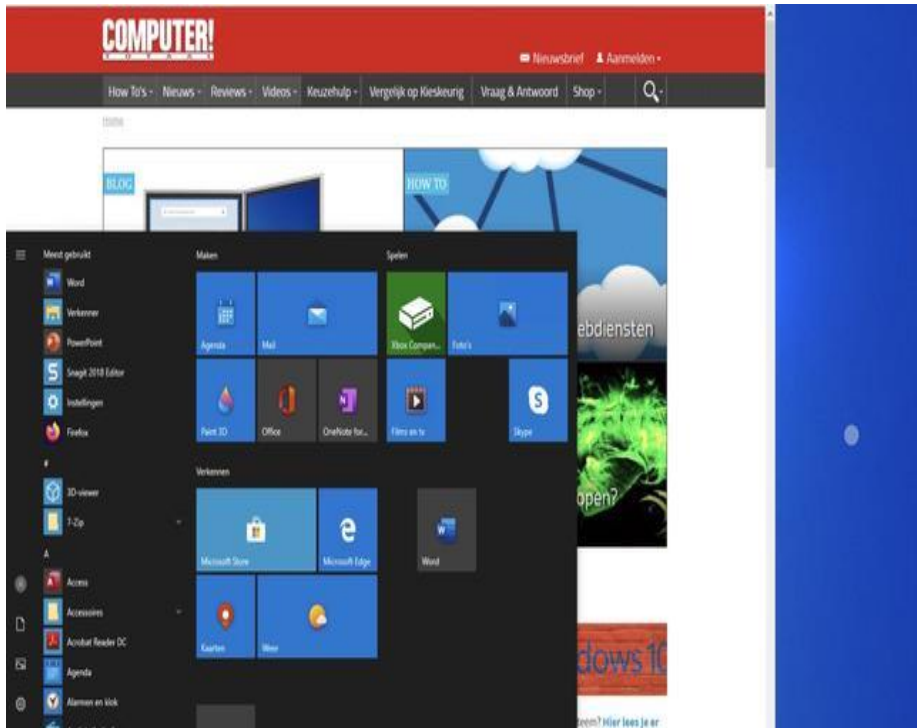 COMPUTER!
TOTAAL
Nieuwsbrief Aanmelden
How To's Nieuws Reviews Videos Keuzehulp Vergelijk op Kieskeurig Vraag & Antwoord Shop
Home
BLOG
HOW TO
ebdiensten
open?
dows 10
teem? Hier lees je er
Meest gebruikt
Word
Verkenner
PowerPoint
Snagit 2018 Editor
Instellingen
Firefox
#
3D-viewer
7-Zip
A
Access
Accessoires
Acrobat Reader DC
Agenda
Alarmen en klok
Maken
Agenda
Mail
Paint 3D
Office
OneNote for...
Spelen
Xbox Compan...
Foto's
Films en tv
Skype
Verkennen
Microsoft Store
Microsoft Edge
Word
Kaarten
Weer